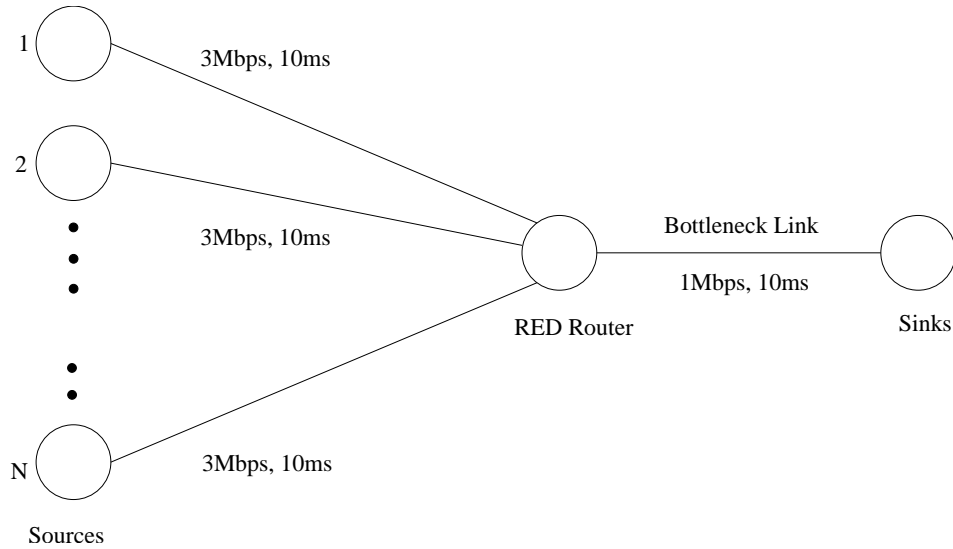 1
3Mbps, 10ms
2
3Mbps, 10ms
Bottleneck Link
1Mbps, 10ms
RED Router
Sinks
N
3Mbps, 10ms
Sources